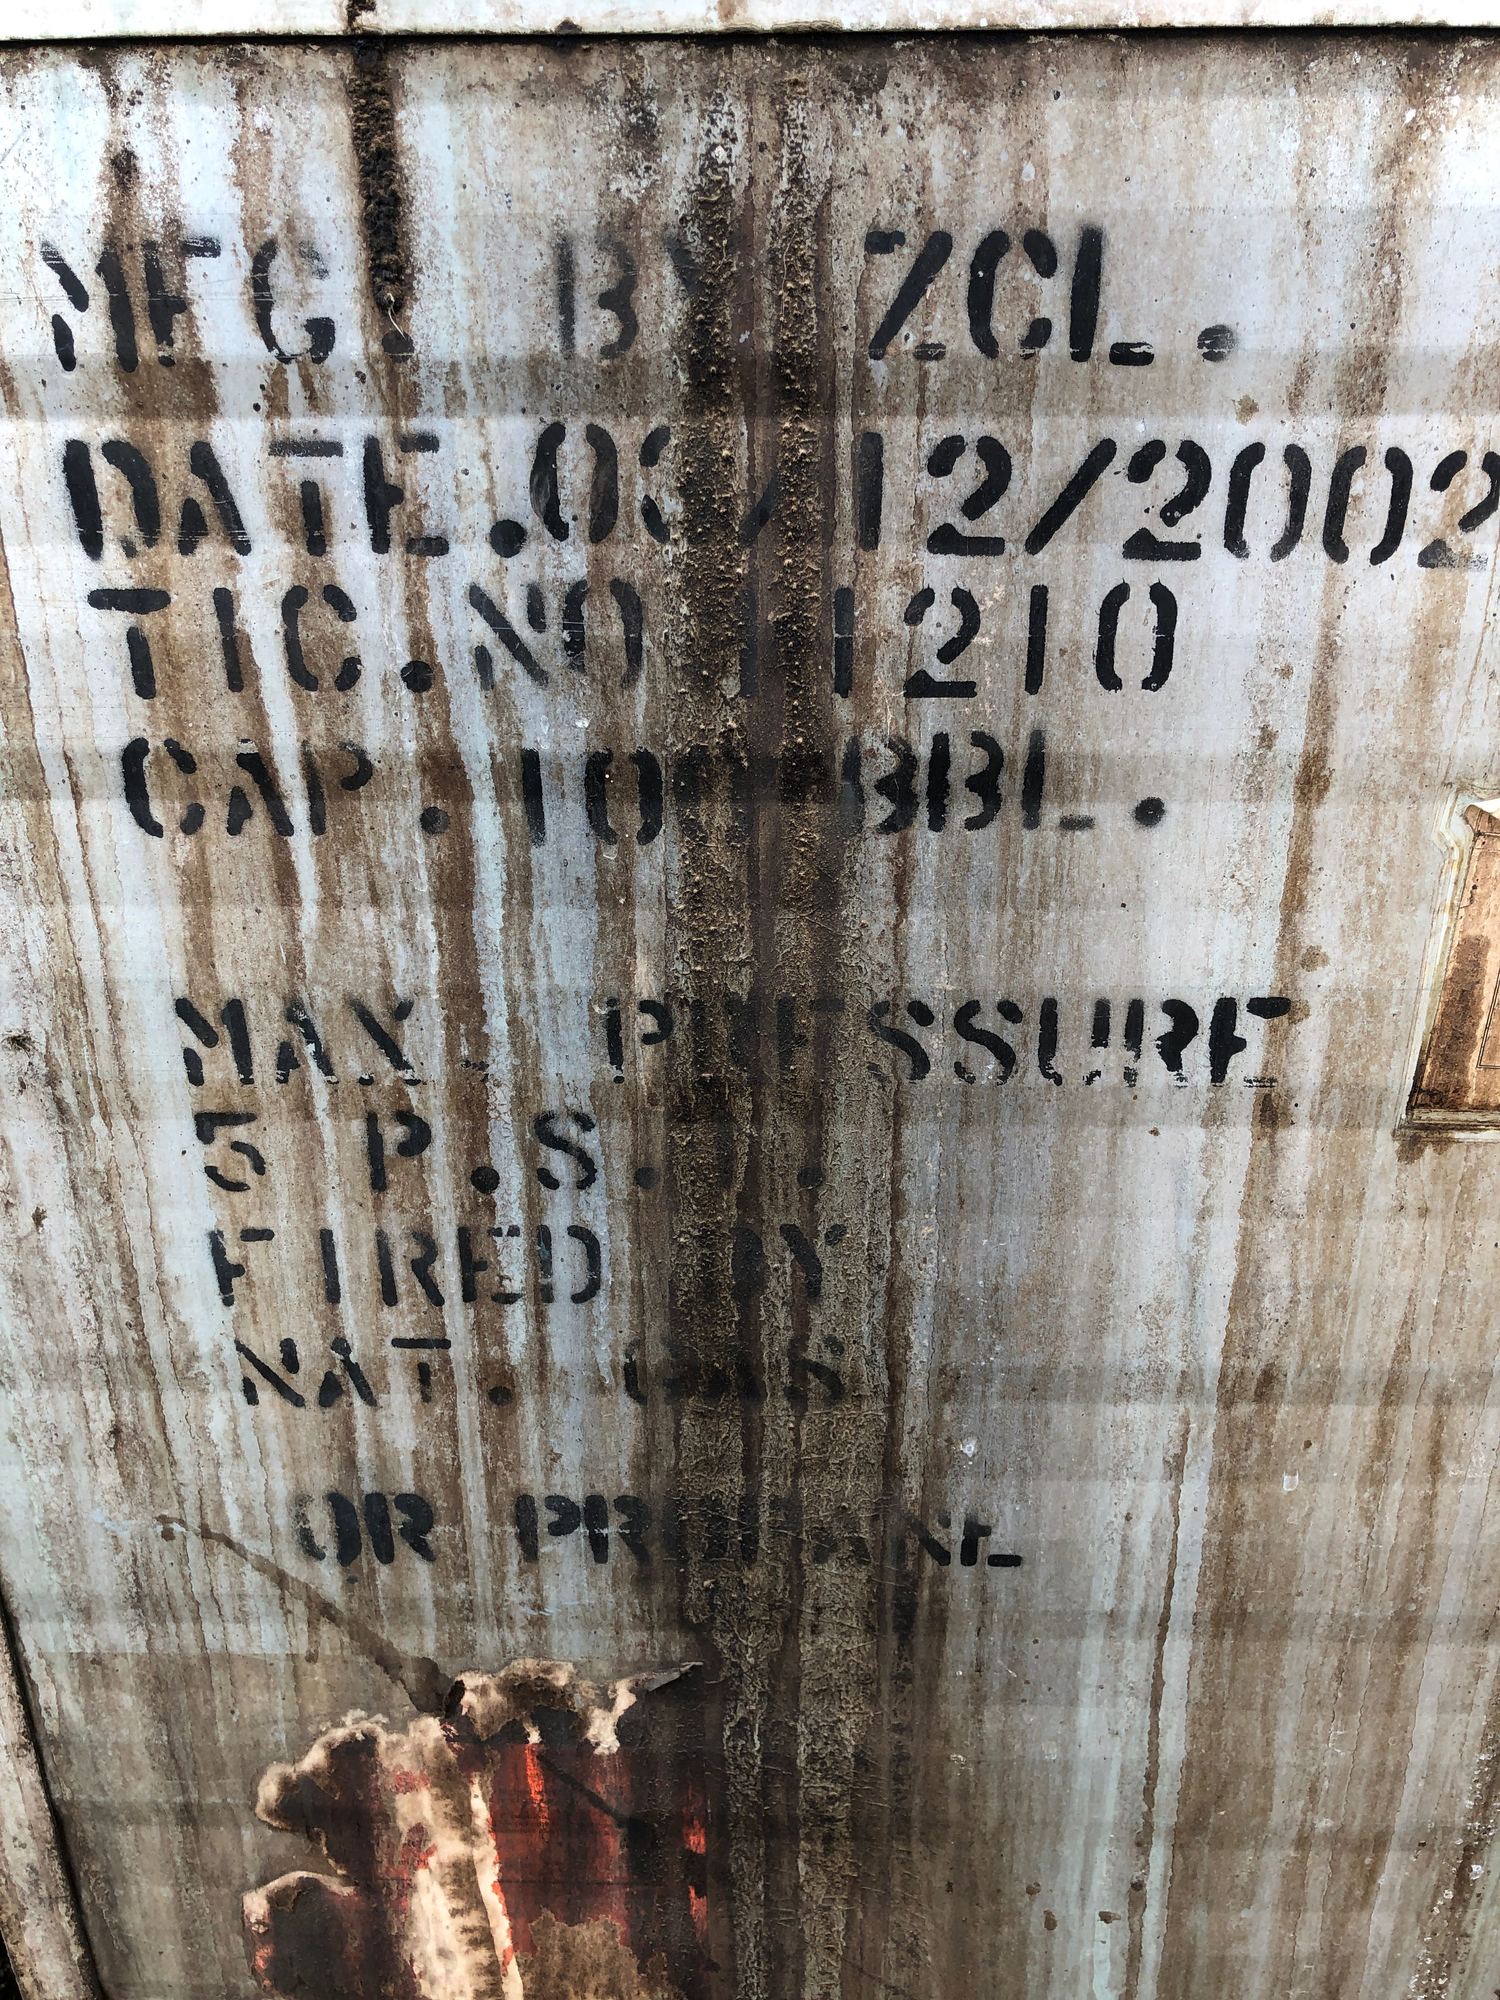 MFG. BY ZCL.
DATE. /12/2002
TIC.NO 11210
CAP. BBL.
MAX. PRESSURE
5 P.S. .
FIRED BY
NAT. GAS
OR PROPANE